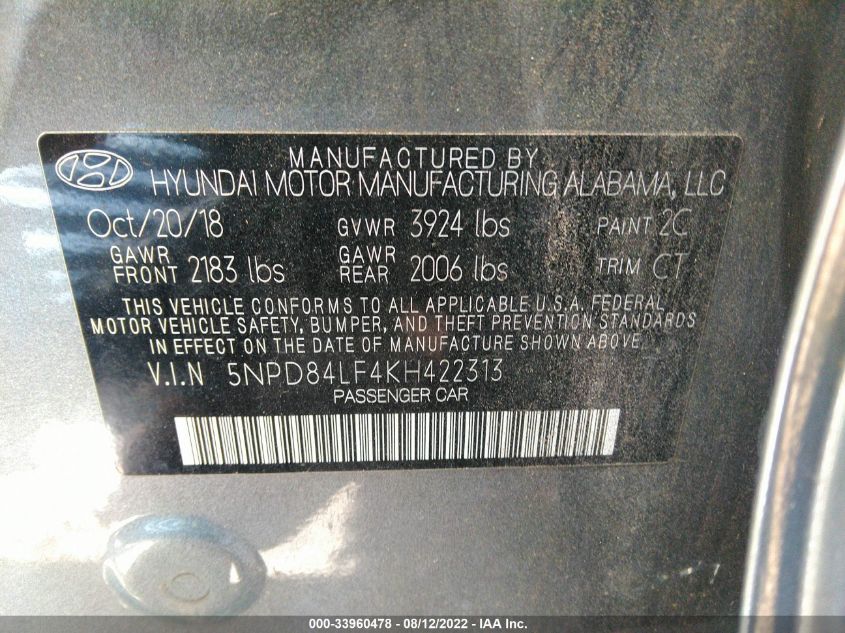 MANUFACTURED BY
HYUNDAI MOTOR MANUFACTURING ALABAMA, LLC
Oct/20/18 GVWR 3924 lbs PAINT 2C
GAWR FRONT 2183 lbs GAWR REAR 2006 lbs TRIM CT
THIS VEHICLE CONFORMS TO ALL APPLICABLE U.S.A. FEDERAL
MOTOR VEHICLE SAFETY, BUMPER, AND THEFT PREVENTION STANDARDS
IN EFFECT ON THE DATE OF MANUFACTURE SHOWN ABOVE.
V.I.N 5NPD84LF4KH422313
PASSENGER CAR
000-33960478 - 08/12/2022 - IAA Inc.